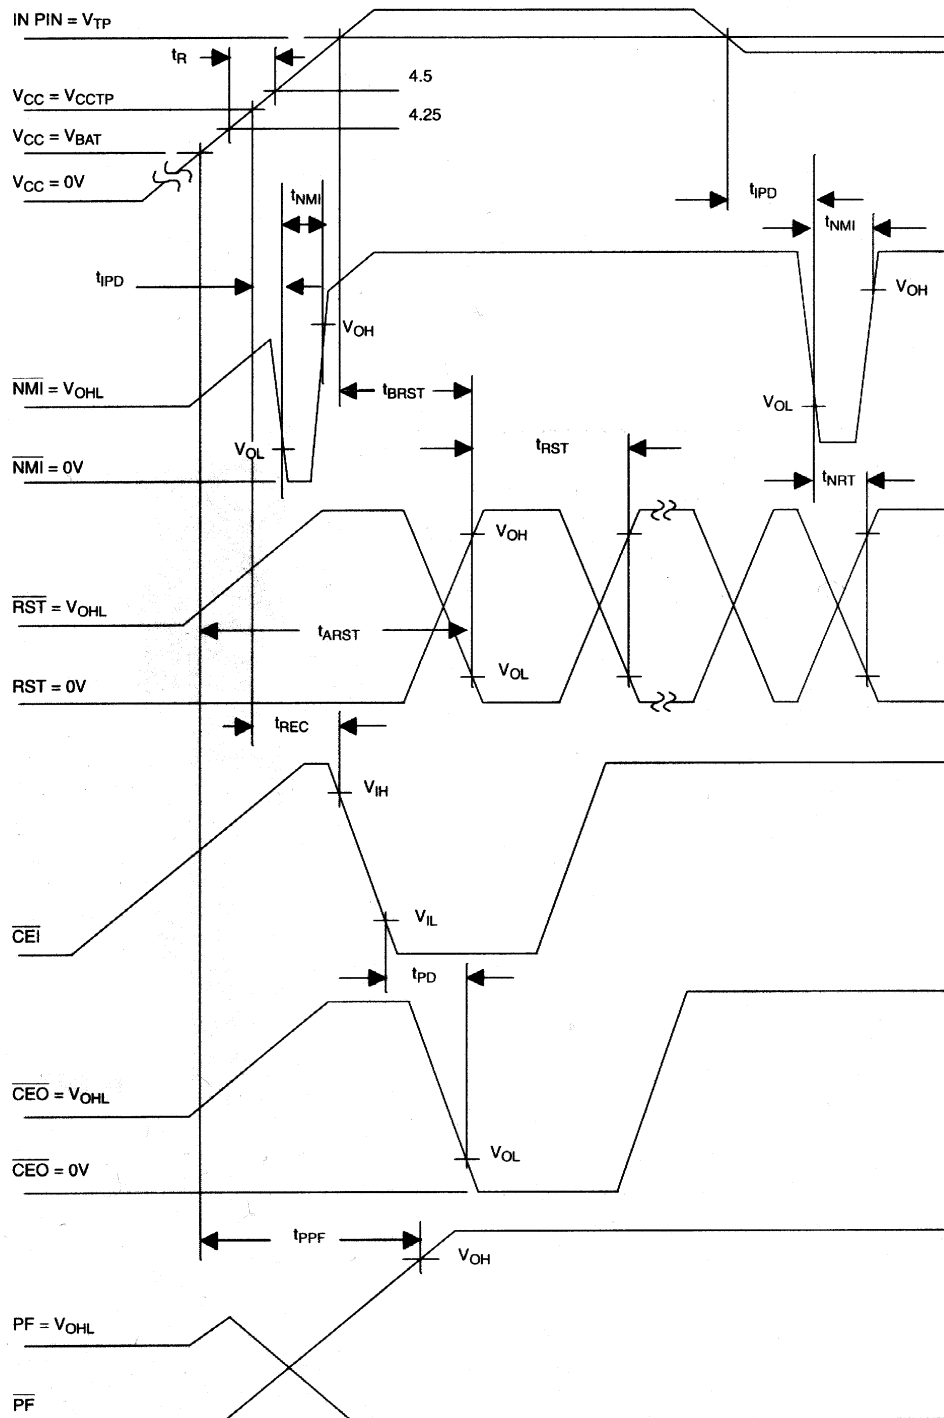 IN PIN = VTP
tR
4.5
VCC = VCCTP
4.25
VCC = VBAT
VCC = 0V
tNMI
tIPD
tNMI
tIPD
VOH
VOH
NMI = VOHL
tBRST
VOL
VOL
tRST
NMI = 0V
tNRT
VOH
RST = VOHL
tARST
VOL
RST = 0V
tREC
VIH
VIL
CEI
tPD
CEO = VOHL
VOL
CEO = 0V
tPPF
VOH
PF = VOHL
PF